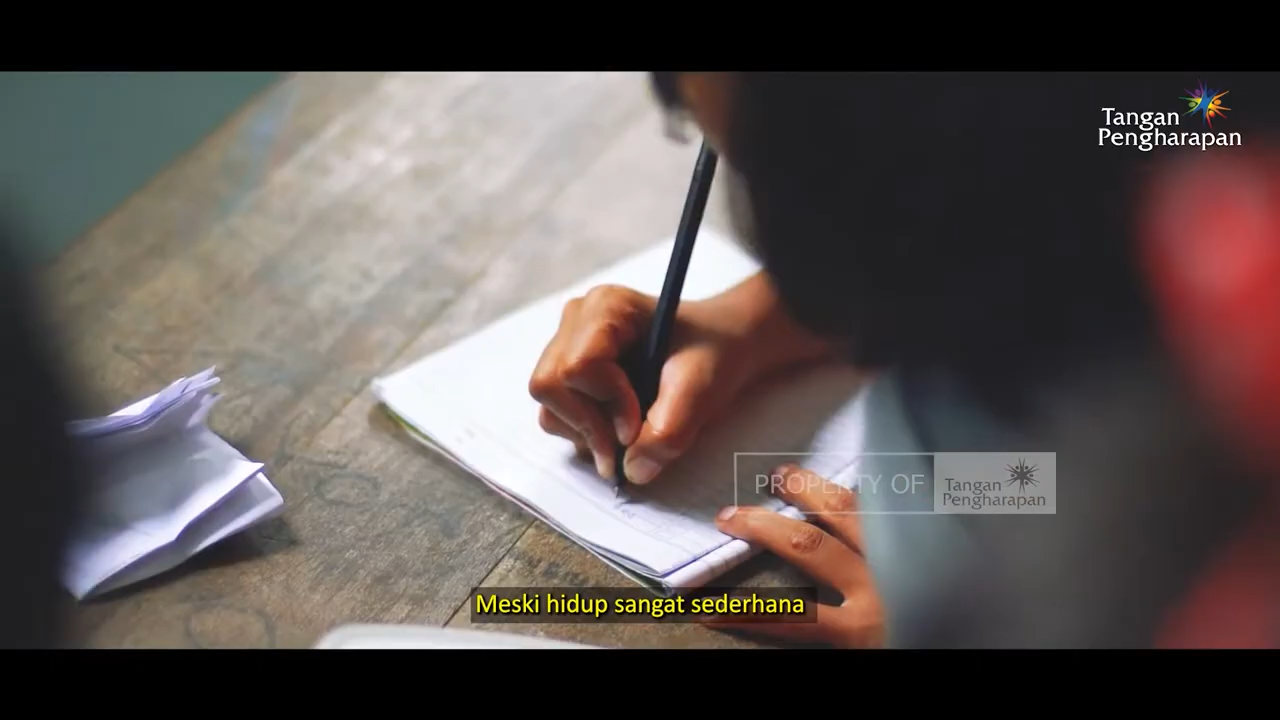 Tangan
Pengharapan
PROPERTY OF
Tangan
Pengharapan
Meski hidup sangat sederhana